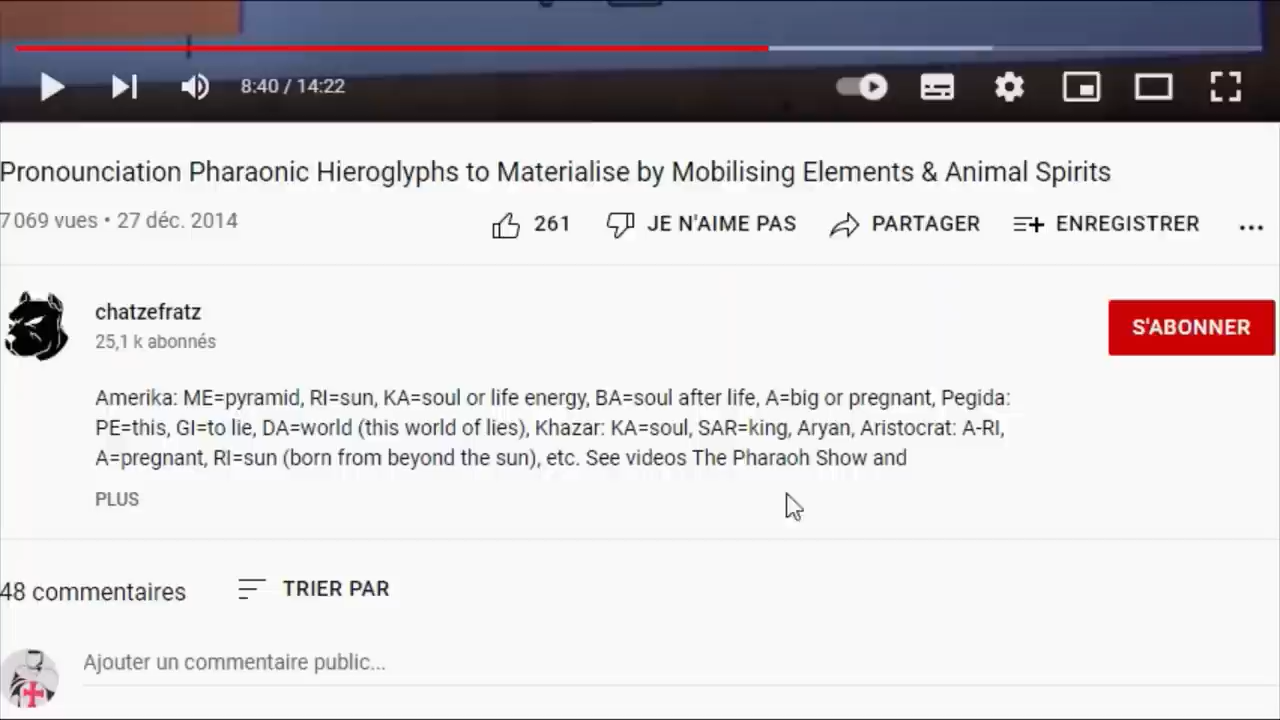 8:40 / 14:22
Pronounciation Pharaonic Hieroglyphs to Materialise by Mobilising Elements & Animal Spirits
7 069 vues • 27 déc. 2014
261 JE N'AIME PAS PARTAGER ENREGISTRER
chatzefratz
25,1 k abonnés
S'ABONNER
Amerika: ME=pyramid, RI=sun, KA=soul or life energy, BA=soul after life, A=big or pregnant, Pegida:
PE=this, GI=to lie, DA=world (this world of lies), Khazar: KA=soul, SAR=king, Aryan, Aristocrat: A-RI,
A=pregnant, RI=sun (born from beyond the sun), etc. See videos The Pharaoh Show and
PLUS
48 commentaires TRIER PAR
Ajouter un commentaire public...